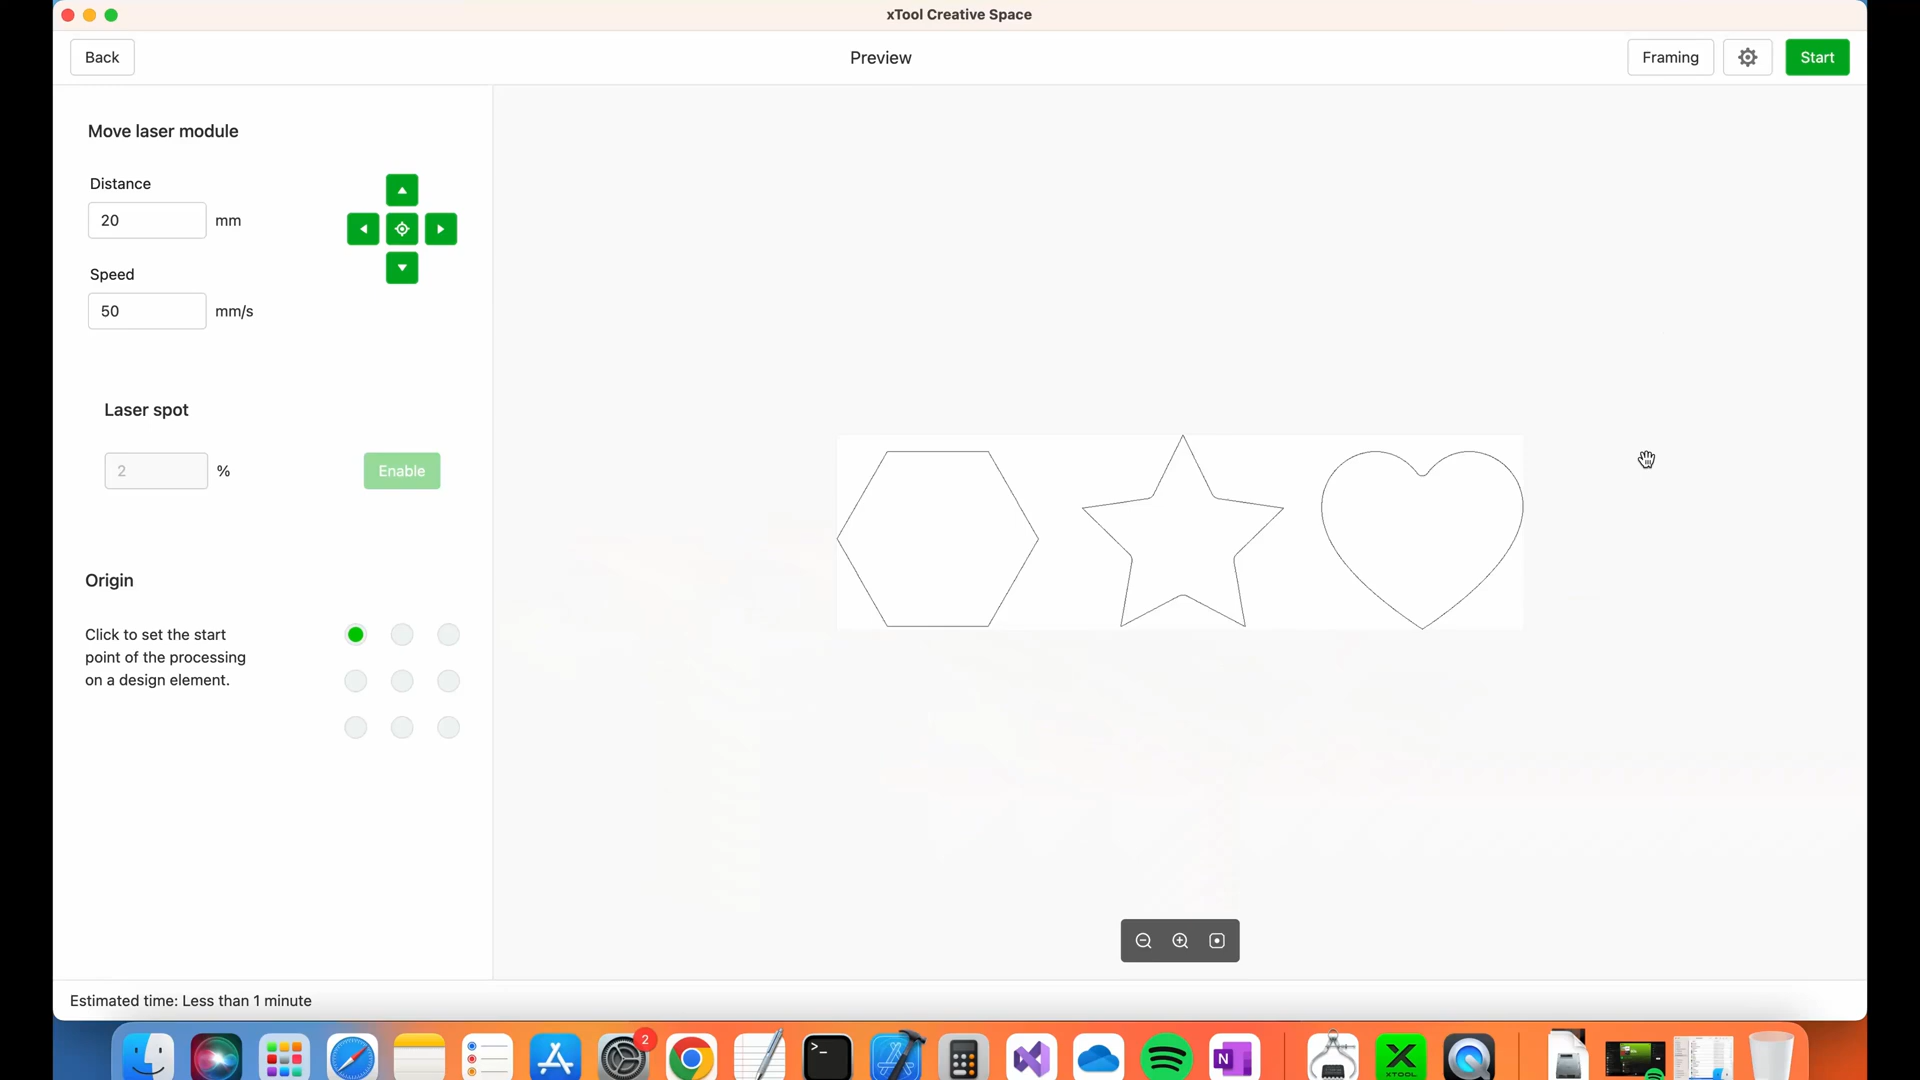 xTool Creative Space
Back
Preview
Framing
Start
Move laser module
Distance
20 mm
Speed
50 mm/s
Laser spot
2 %
Enable
Origin
Click to set the start
point of the processing
on a design element.
Estimated time: Less than 1 minute
2
>_
N
X
XTOOL